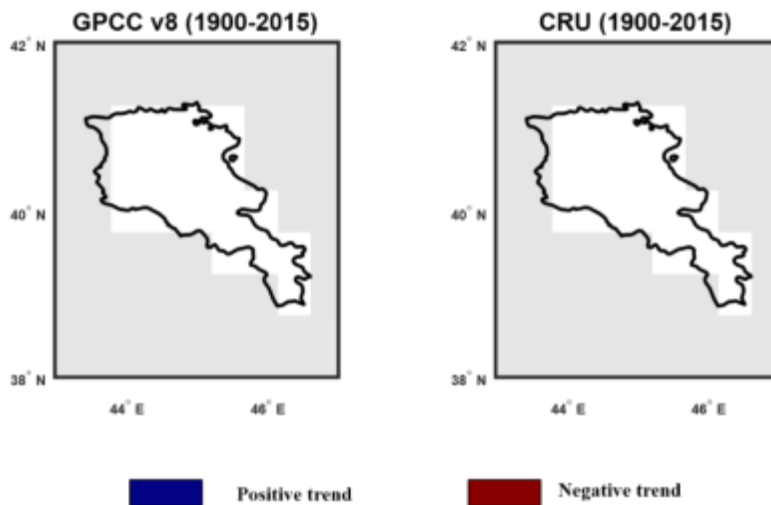 GPCC v8 (1900-2015)
CRU (1900-2015)
42° N
40° N
38° N
44° E
46° E
42° N
40° N
38° N
44° E
46° E
Positive trend
Negative trend